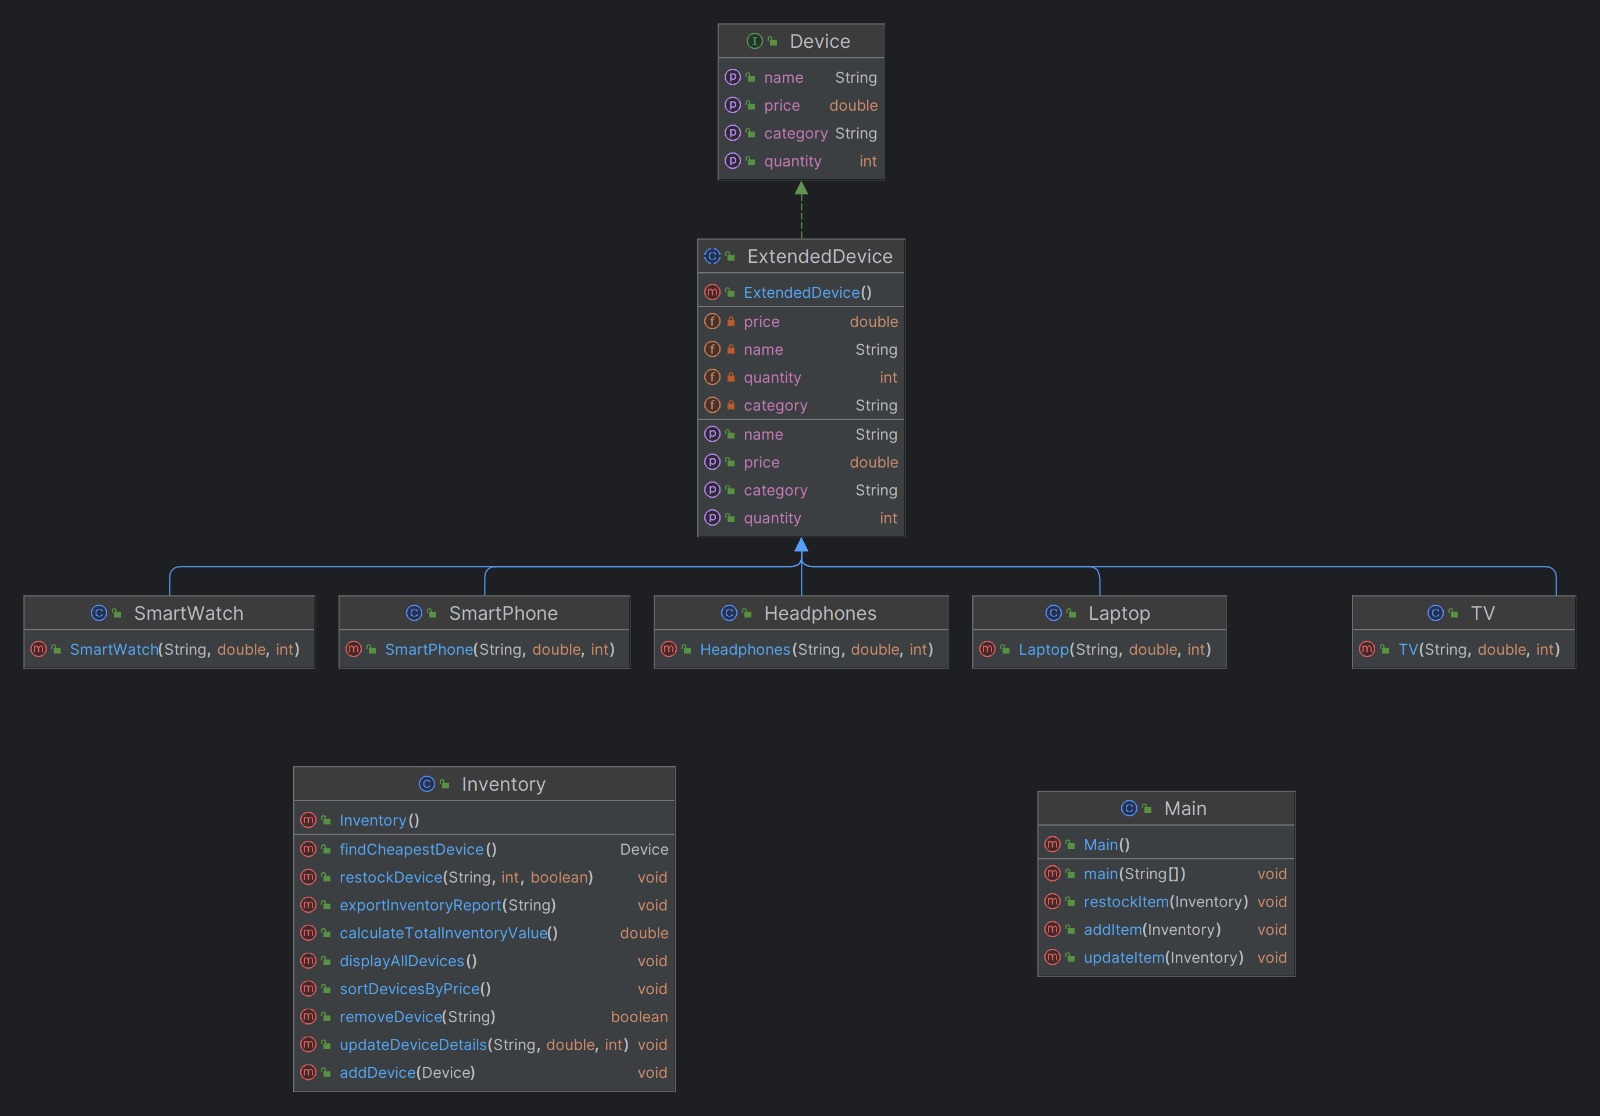 Device
name String
price double
category String
quantity int
ExtendedDevice
ExtendedDevice()
price double
name String
quantity int
category String
name String
price double
category String
quantity int
SmartWatch
SmartWatch(String, double, int)
SmartPhone
SmartPhone(String, double, int)
Headphones
Headphones(String, double, int)
Laptop
Laptop(String, double, int)
TV
TV(String, double, int)
Inventory
Inventory()
findCheapestDevice() Device
restockDevice(String, int, boolean) void
exportInventoryReport(String) void
calculateTotalInventoryValue() double
displayAllDevices() void
sortDevicesByPrice() void
removeDevice(String) boolean
updateDeviceDetails(String, double, int) void
addDevice(Device) void
Main
Main()
main(String[]) void
restockItem(Inventory) void
addItem(Inventory) void
updateItem(Inventory) void